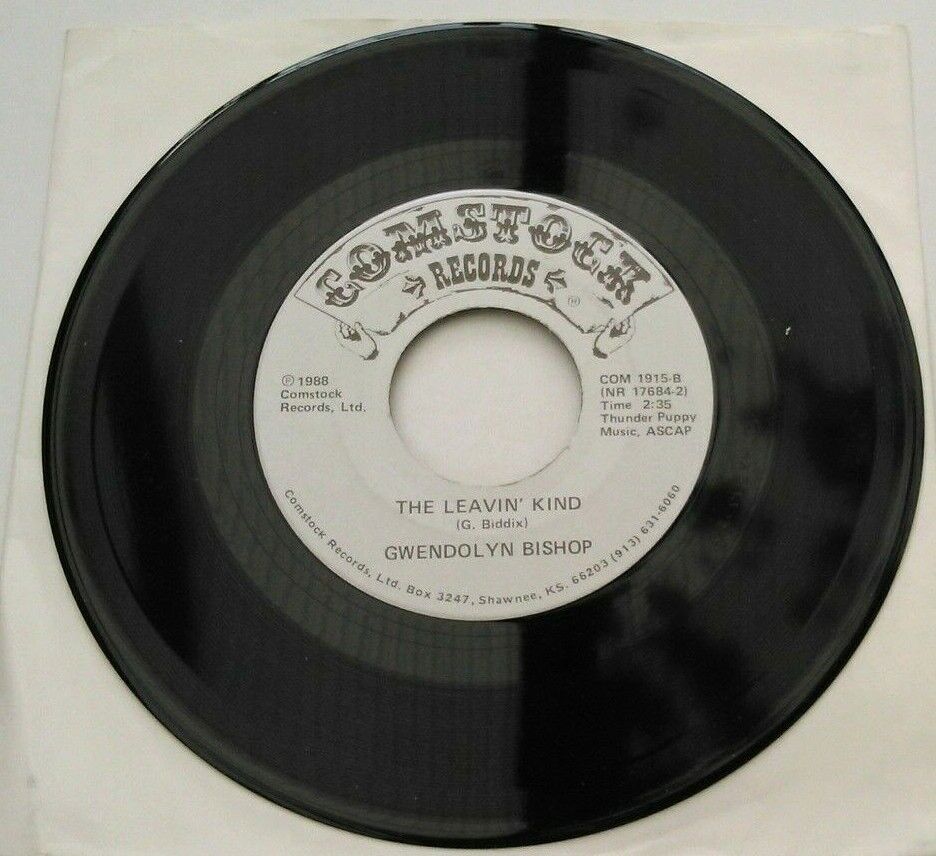 COMSTOCK
RECORDS
℗ 1988
Comstock
Records, Ltd.
COM 1915-B
(NR 17684-2)
Time 2:35
Thunder Puppy
Music, ASCAP
THE LEAVIN' KIND
(G. Biddix)
GWENDOLYN BISHOP
Comstock Records, Ltd. Box 3247, Shawnee, KS. 66203 (913) 631-6060